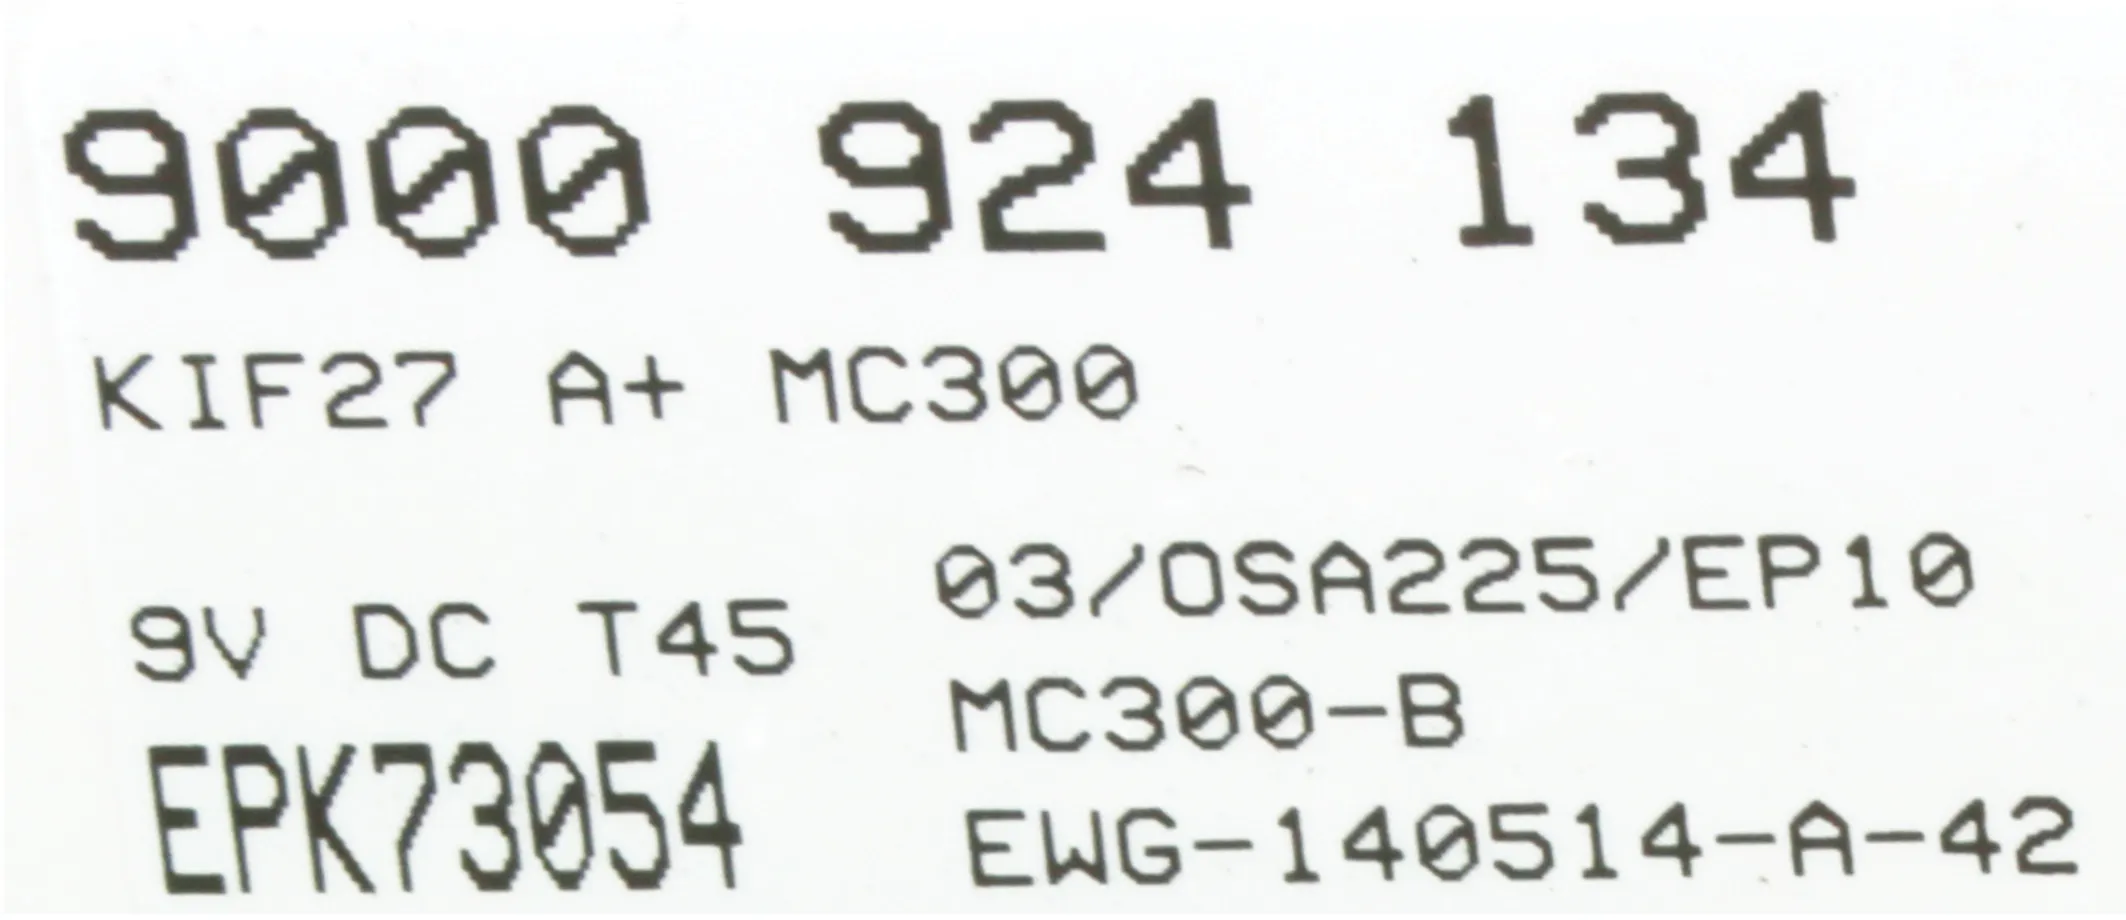 9000 924 134
KIF27 A+ MC300
9V DC T45
EPK73054
03/OSA225/EP10
MC300-B
EWG-140514-A-42